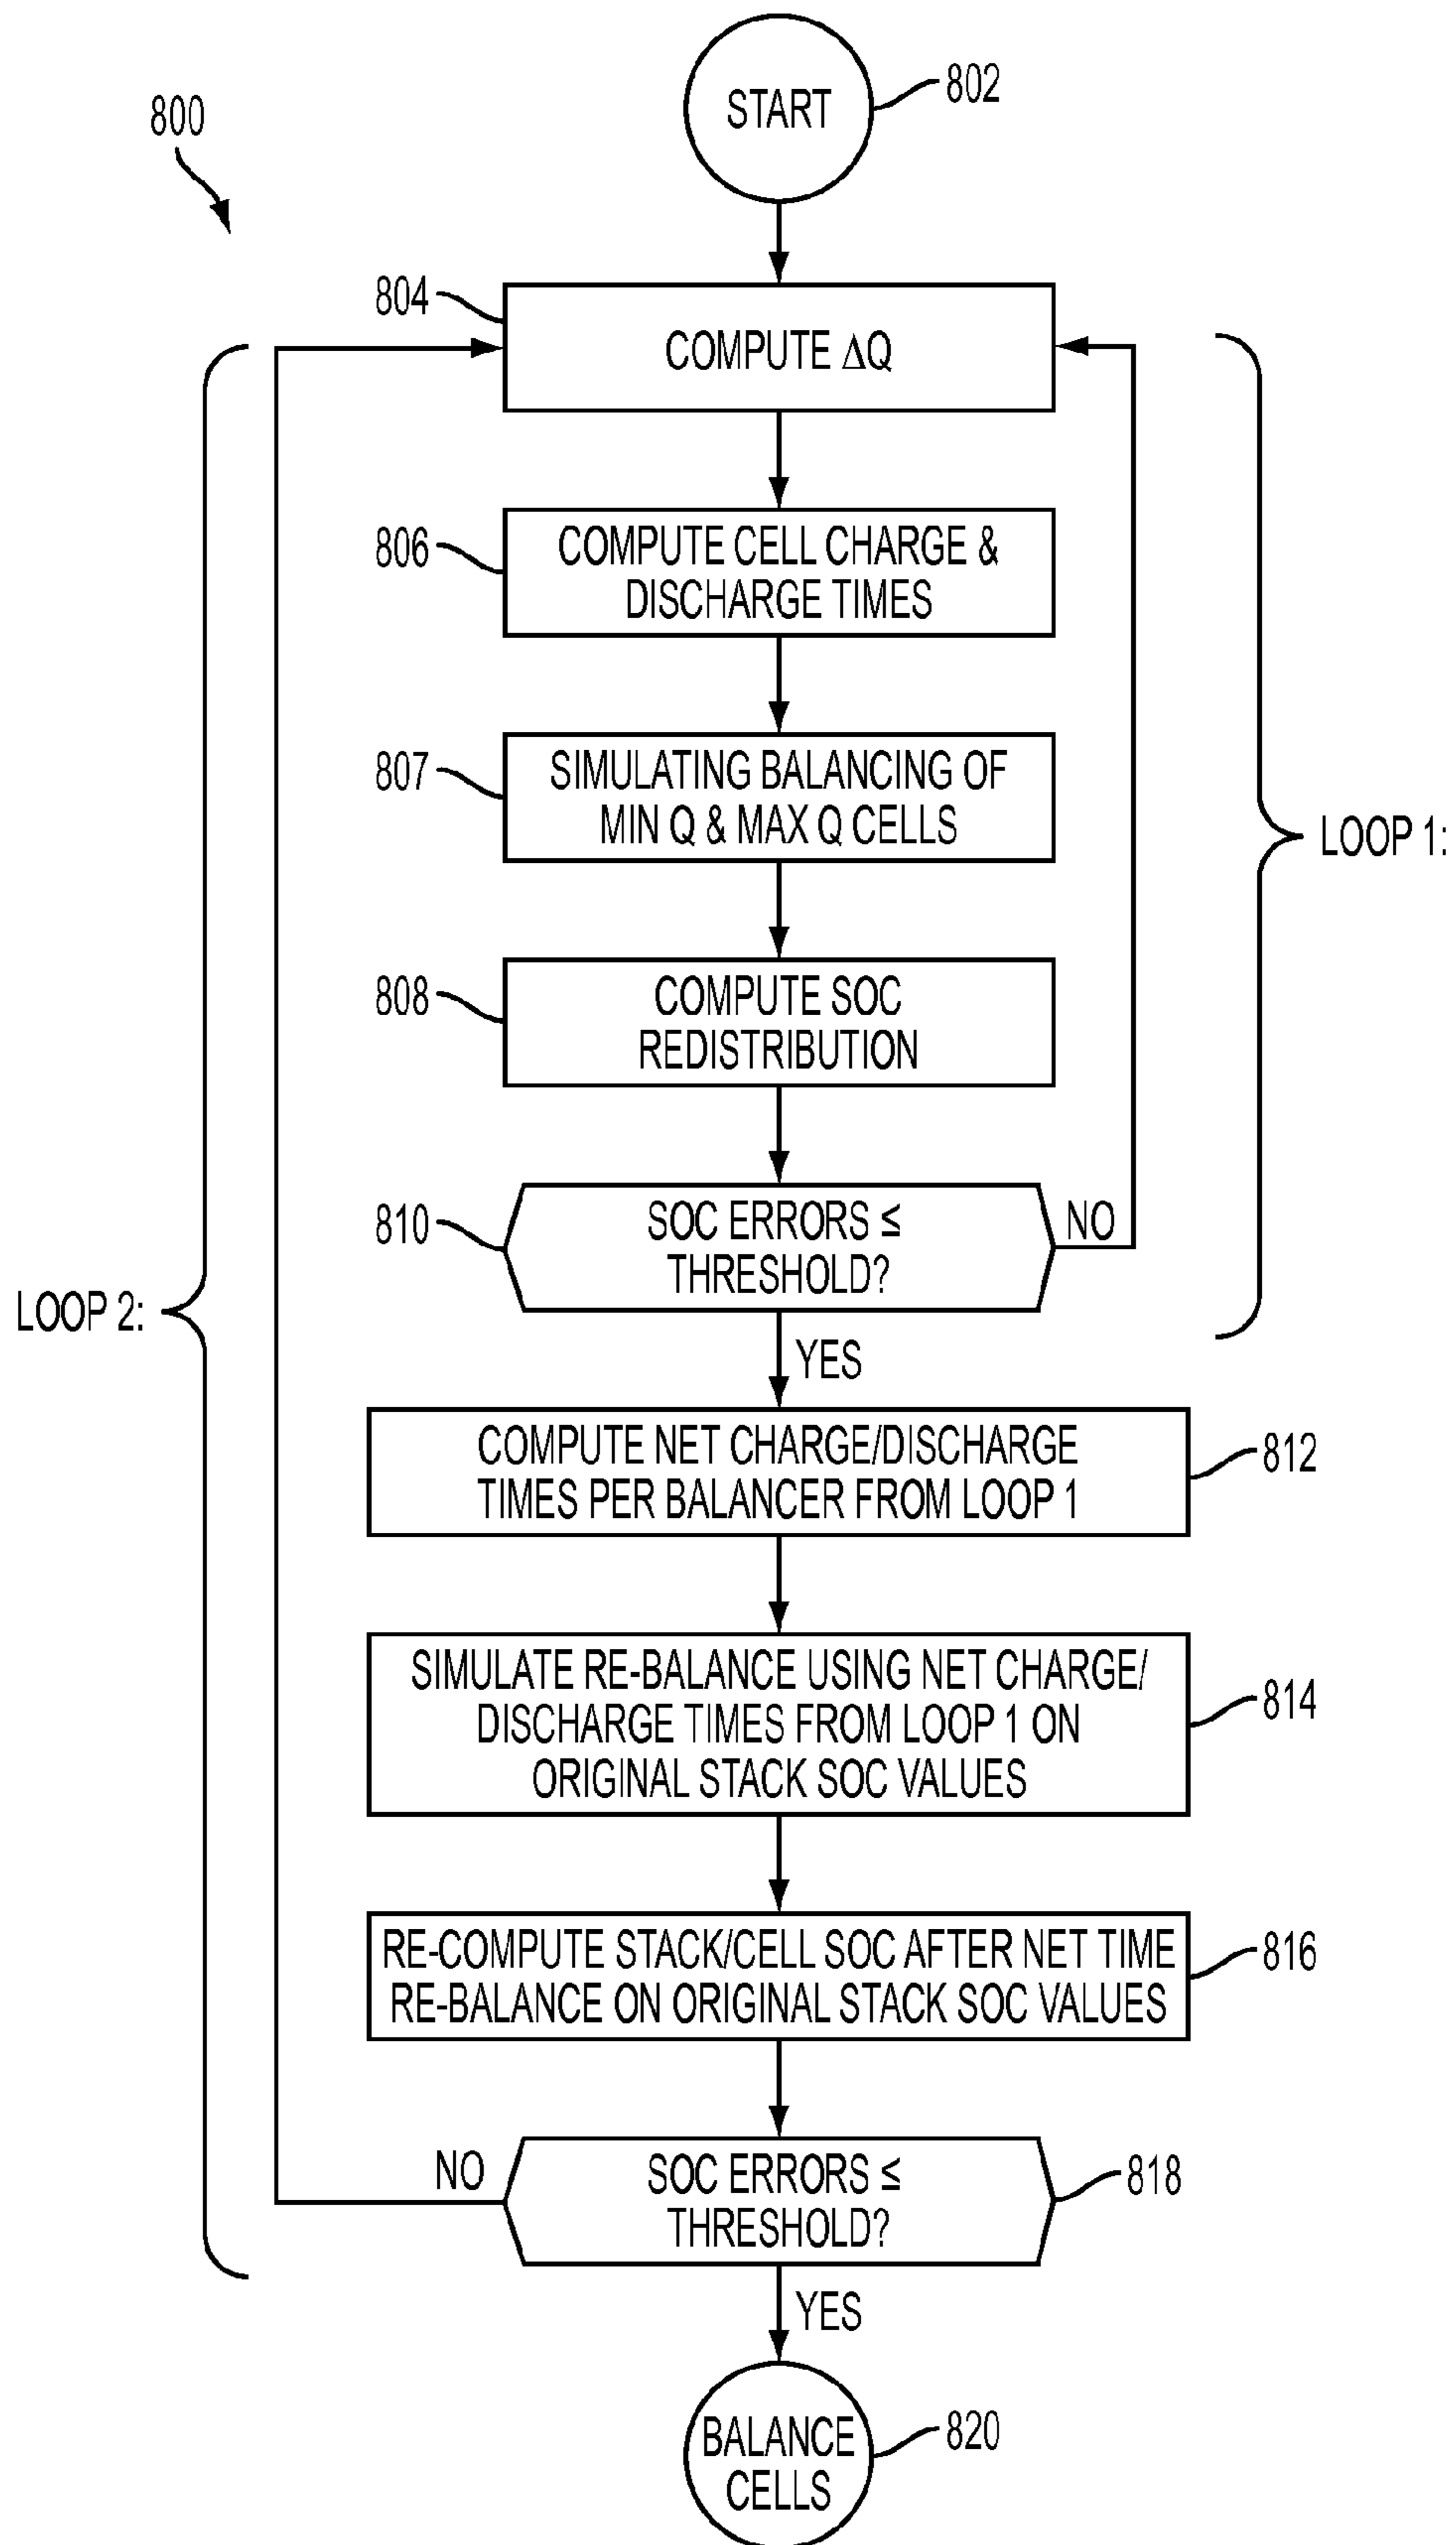 START
802
800
804
COMPUTE ΔQ
806
COMPUTE CELL CHARGE &
DISCHARGE TIMES
807
SIMULATING BALANCING OF
MIN Q & MAX Q CELLS
LOOP 1:
808
COMPUTE SOC
REDISTRIBUTION
810
SOC ERRORS ≤
THRESHOLD?
NO
LOOP 2:
YES
COMPUTE NET CHARGE/DISCHARGE
TIMES PER BALANCER FROM LOOP 1
812
SIMULATE RE-BALANCE USING NET CHARGE/
DISCHARGE TIMES FROM LOOP 1 ON
ORIGINAL STACK SOC VALUES
814
RE-COMPUTE STACK/CELL SOC AFTER NET TIME
RE-BALANCE ON ORIGINAL STACK SOC VALUES
816
NO
SOC ERRORS ≤
THRESHOLD?
818
YES
BALANCE
CELLS
820